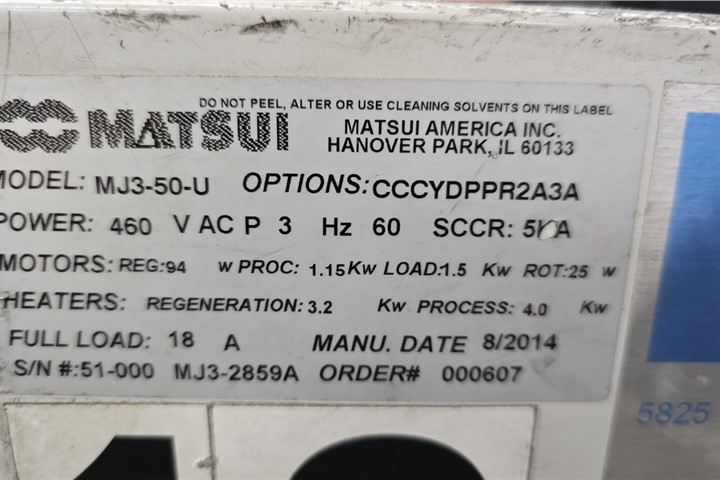 DO NOT PEEL, ALTER OR USE CLEANING SOLVENTS ON THIS LABEL
MATSUI MATSUI AMERICA INC.
HANOVER PARK, IL 60133
MODEL: MJ3-50-U OPTIONS: CCCYDPPR2A3A
POWER: 460 V AC P 3 Hz 60 SCCR: 5KA
MOTORS: REG:94 W PROC: 1.15Kw LOAD:1.5 Kw ROT:25 W
HEATERS: REGENERATION: 3.2 Kw PROCESS: 4.0 Kw
FULL LOAD: 18 A MANU. DATE 8/2014
S/N #:51-000 MJ3-2859A ORDER# 000607
5825